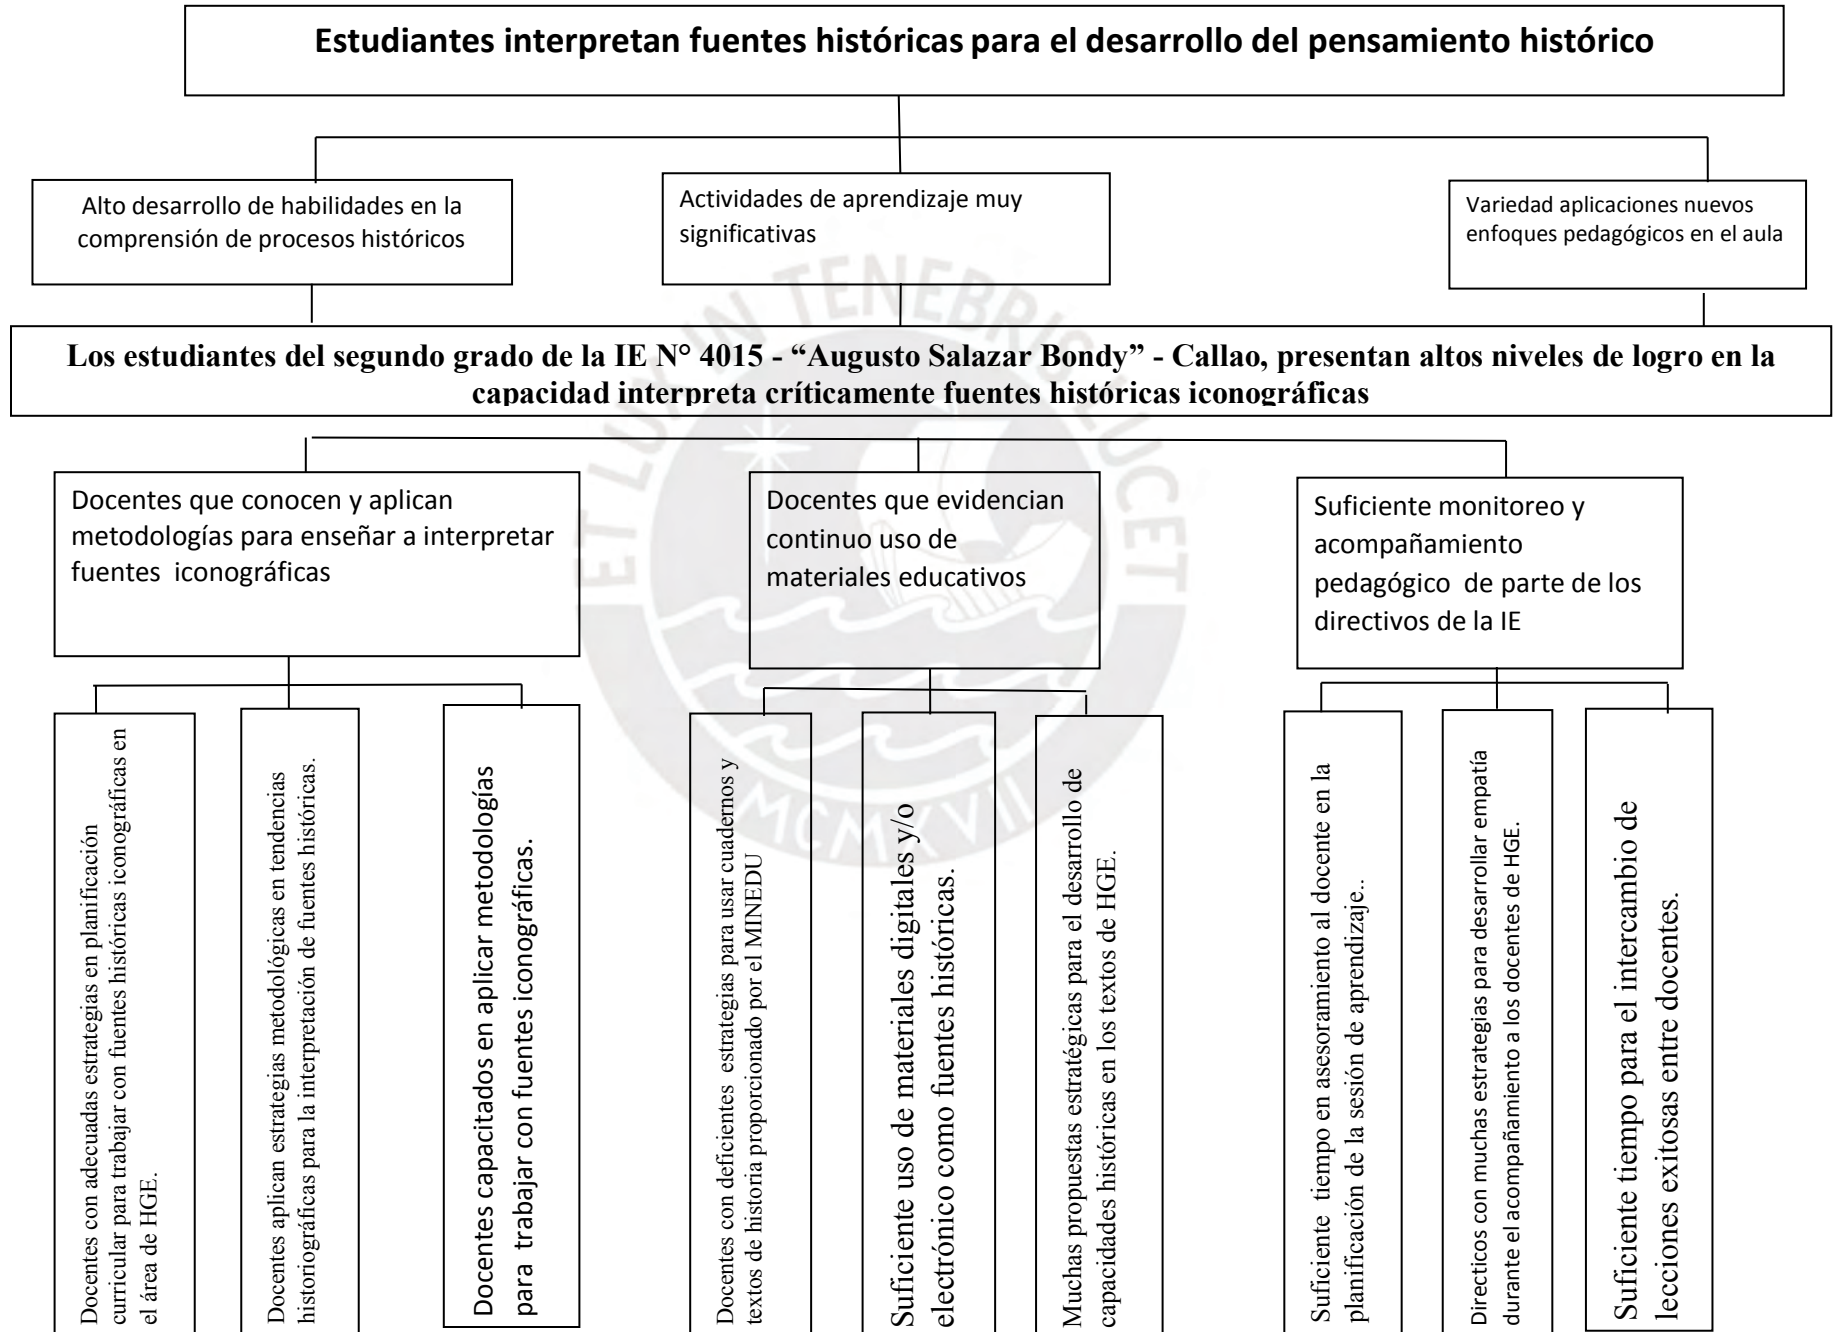 Estudiantes interpretan fuentes históricas para el desarrollo del pensamiento histórico
Alto desarrollo de habilidades en la
comprensión de procesos históricos
Actividades de aprendizaje muy
significativas
Variedad aplicaciones nuevos
enfoques pedagógicos en el aula
Los estudiantes del segundo grado de la IE N° 4015 - “Augusto Salazar Bondy” - Callao, presentan altos niveles de logro en la
capacidad interpreta críticamente fuentes históricas iconográficas
Docentes que conocen y aplican
metodologías para enseñar a interpretar
fuentes iconográficas
Docentes que evidencian
continuo uso de
materiales educativos
Suficiente monitoreo y
acompañamiento
pedagógico de parte de los
directivos de la IE
Docentes con adecuadas estrategias en planificación
curricular para trabajar con fuentes históricas iconográficas en
el área de HGE.
Docentes aplican estrategias metodológicas en tendencias
historiográficas para la interpretación de fuentes históricas.
Docentes capacitados en aplicar metodologías
para trabajar con fuentes iconográficas.
Docentes con deficientes estrategias para usar cuadernos y
textos de historia proporcionado por el MINEDU
Suficiente uso de materiales digitales y/o
electrónico como fuentes históricas.
Muchas propuestas estratégicas para el desarrollo de
capacidades históricas en los textos de HGE.
Suficiente tiempo en asesoramiento al docente en la
planificación de la sesión de aprendizaje..
Directicos con muchas estrategias para desarrollar empatía
durante el acompañamiento a los docentes de HGE.
Suficiente tiempo para el intercambio de
lecciones exitosas entre docentes.
ET LUX IN TENEBRIS LUCET
MCMXVII